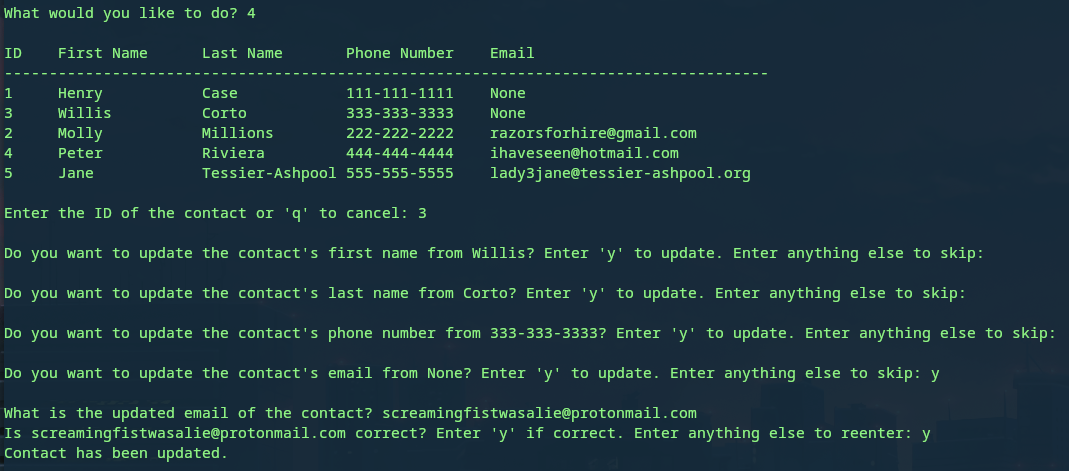 What would you like to do? 4
ID    First Name      Last Name       Phone Number    Email
-------------------------------------------------------------------------------------
1     Henry           Case            111-111-1111    None
3     Willis          Corto           333-333-3333    None
2     Molly           Millions        222-222-2222    razorsforhire@gmail.com
4     Peter           Riviera         444-444-4444    ihaveseen@hotmail.com
5     Jane            Tessier-Ashpool 555-555-5555    lady3jane@tessier-ashpool.org
Enter the ID of the contact or 'q' to cancel: 3
Do you want to update the contact's first name from Willis? Enter 'y' to update. Enter anything else to skip:
Do you want to update the contact's last name from Corto? Enter 'y' to update. Enter anything else to skip:
Do you want to update the contact's phone number from 333-333-3333? Enter 'y' to update. Enter anything else to skip:
Do you want to update the contact's email from None? Enter 'y' to update. Enter anything else to skip: y
What is the updated email of the contact? screamingfistwasalie@protonmail.com
Is screamingfistwasalie@protonmail.com correct? Enter 'y' if correct. Enter anything else to reenter: y
Contact has been updated.